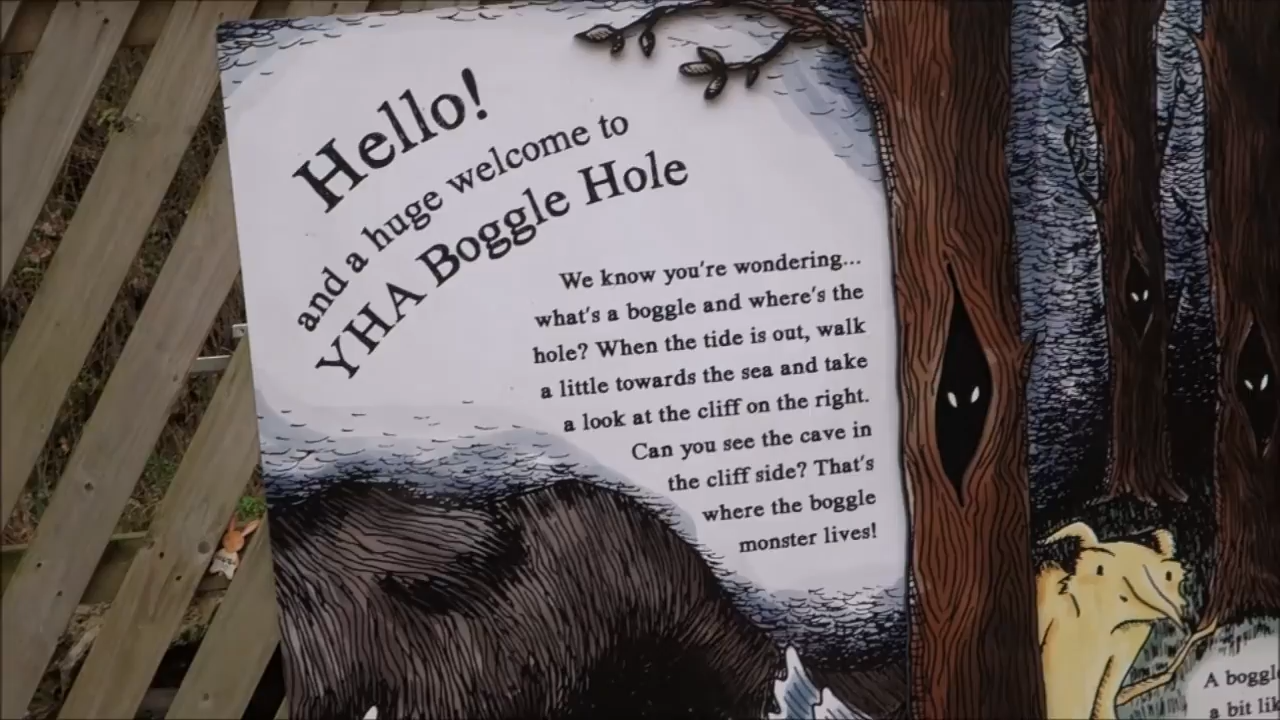 Hello!
and a huge welcome to
YHA Boggle Hole
We know you're wondering...
what's a boggle and where's the
hole? When the tide is out, walk
a little towards the sea and take
a look at the cliff on the right.
Can you see the cave in
the cliff side? That's
where the boggle
monster lives!
A boggle
a bit